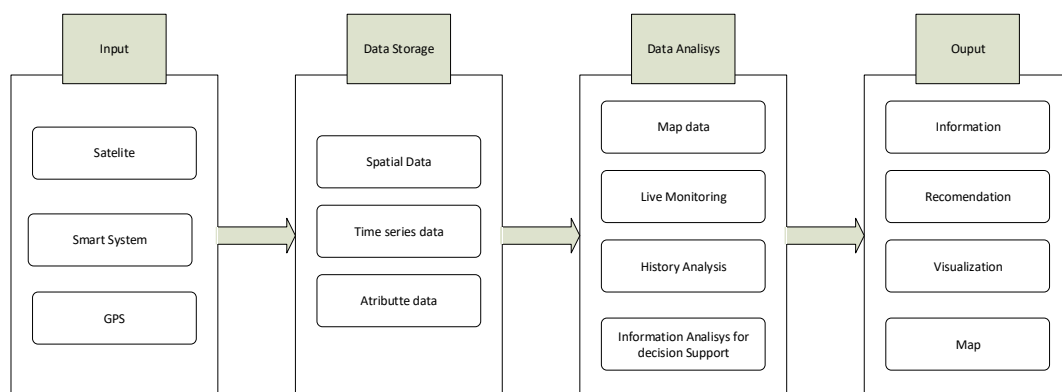 Input
Satelite
Smart System
GPS
Data Storage
Spatial Data
Time series data
Atributte data
Data Analisys
Map data
Live Monitoring
History Analysis
Information Analisys for
decision Support
Ouput
Information
Recomendation
Visualization
Map